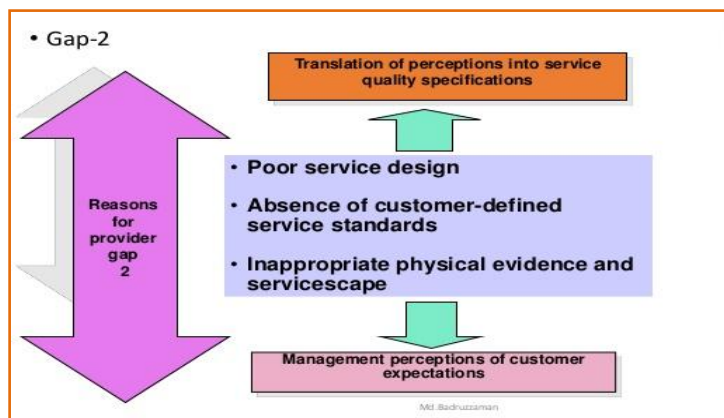 • Gap-2
Translation of perceptions into service
quality specifications
Reasons
for
provider
gap
2
• Poor service design
• Absence of customer-defined
service standards
• Inappropriate physical evidence and
servicescape
Management perceptions of customer
expectations
Md.Badruzzaman